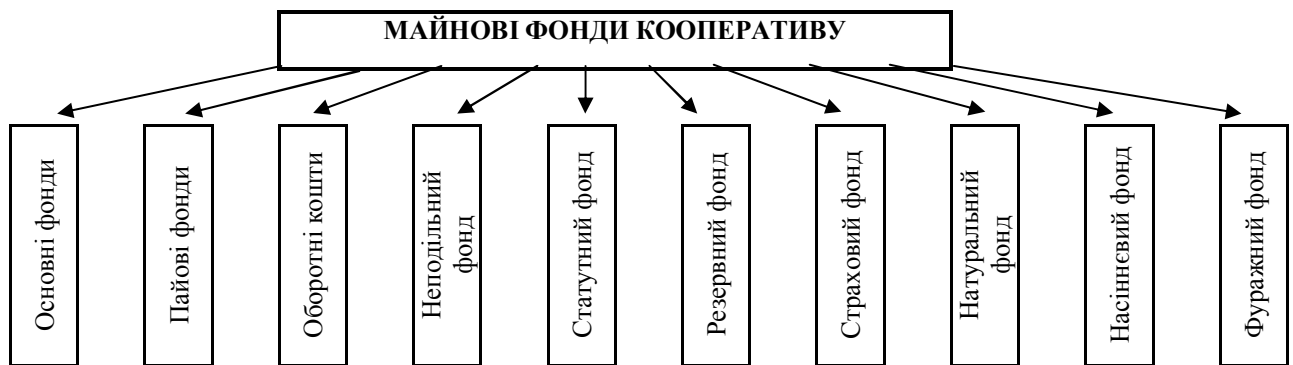 МАЙНОВІ ФОНДИ КООПЕРАТИВУ
Основні фонди
Пайові фонди
Оборотні кошти
Неподільний
фонд
Статутний фонд
Резервний фонд
Страховий фонд
Натуральний
фонд
Насіннєвий фонд
Фуражний фонд